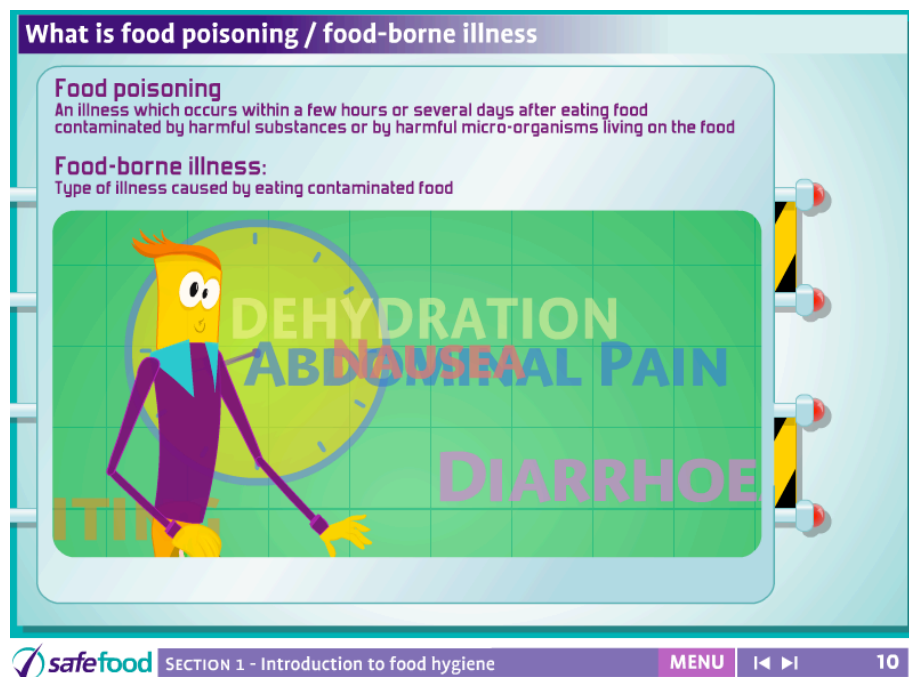 What is food poisoning / food-borne illness
Food poisoning
An illness which occurs within a few hours or several days after eating food
contaminated by harmful substances or by harmful micro-organisms living on the food
Food-borne illness:
Type of illness caused by eating contaminated food
DEHYDRATION
ABDOMINAL PAIN
NAUSEA
DIARRHOE
ITING
safefood SECTION 1 - Introduction to food hygiene MENU 10